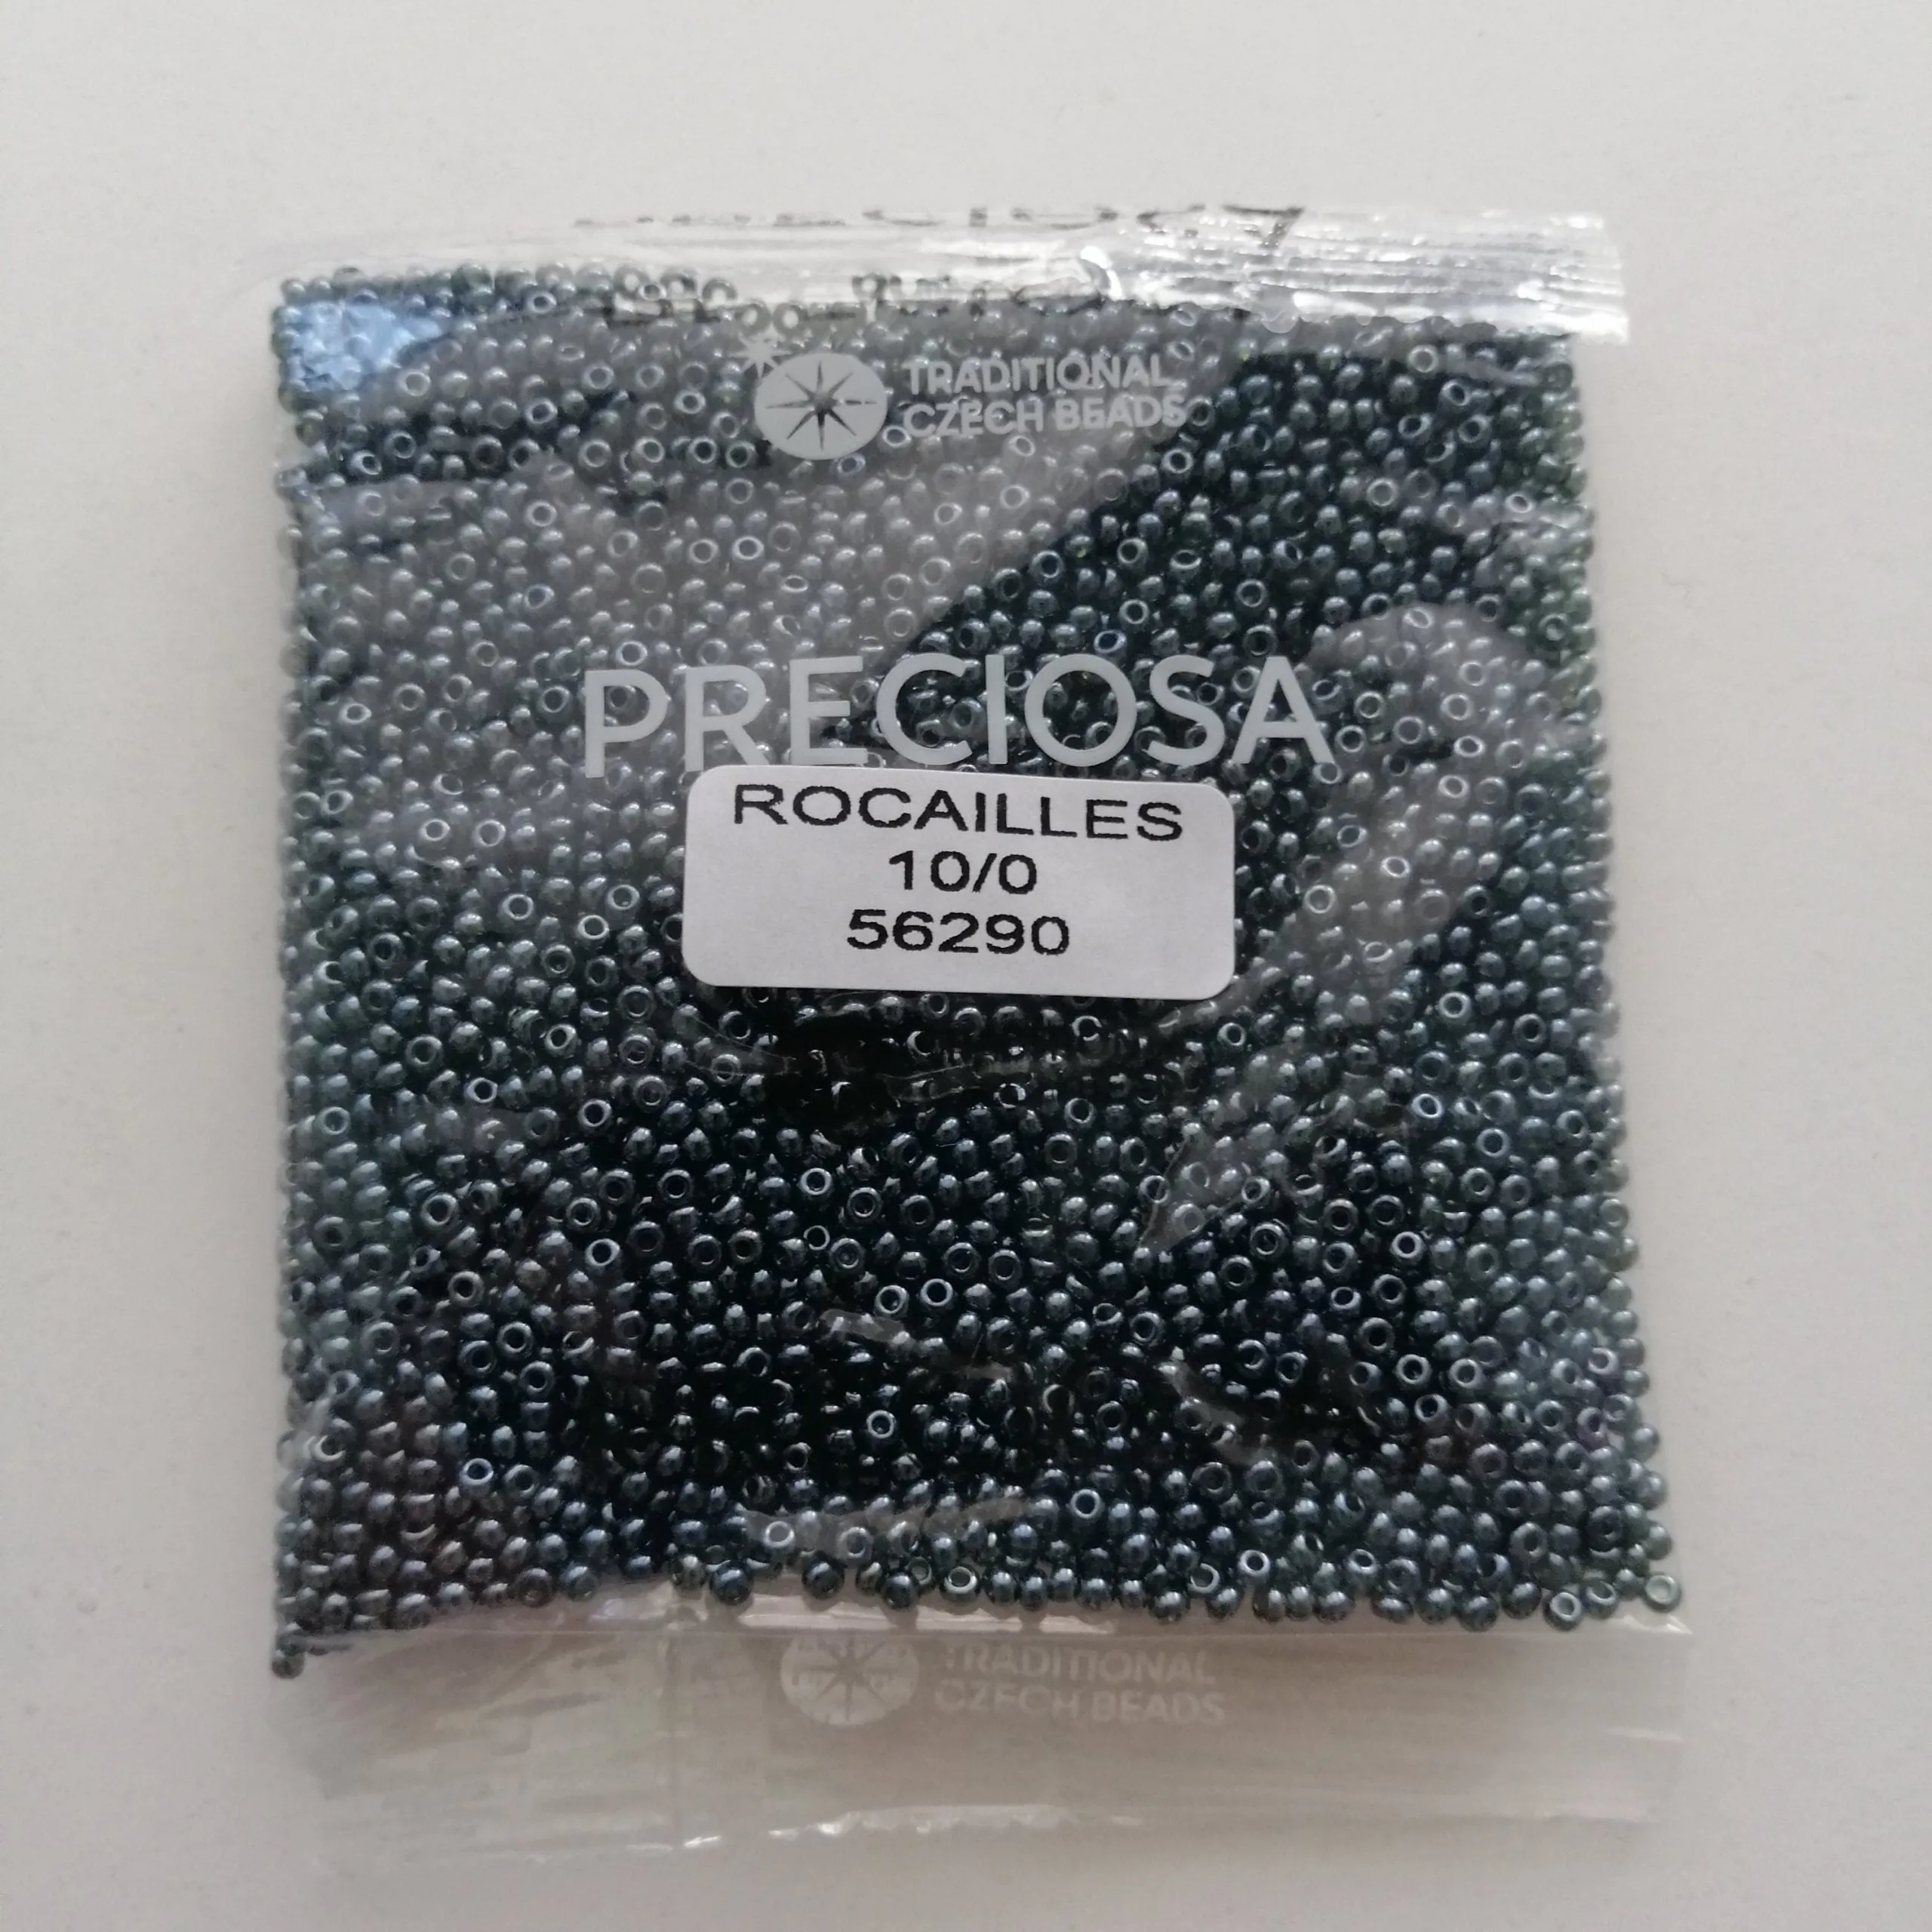 TRADITIONAL
CZECH BEADS
PRECIOSA
ROCAILLES
10/0
56290
TRADITIONAL
CZECH BEADS